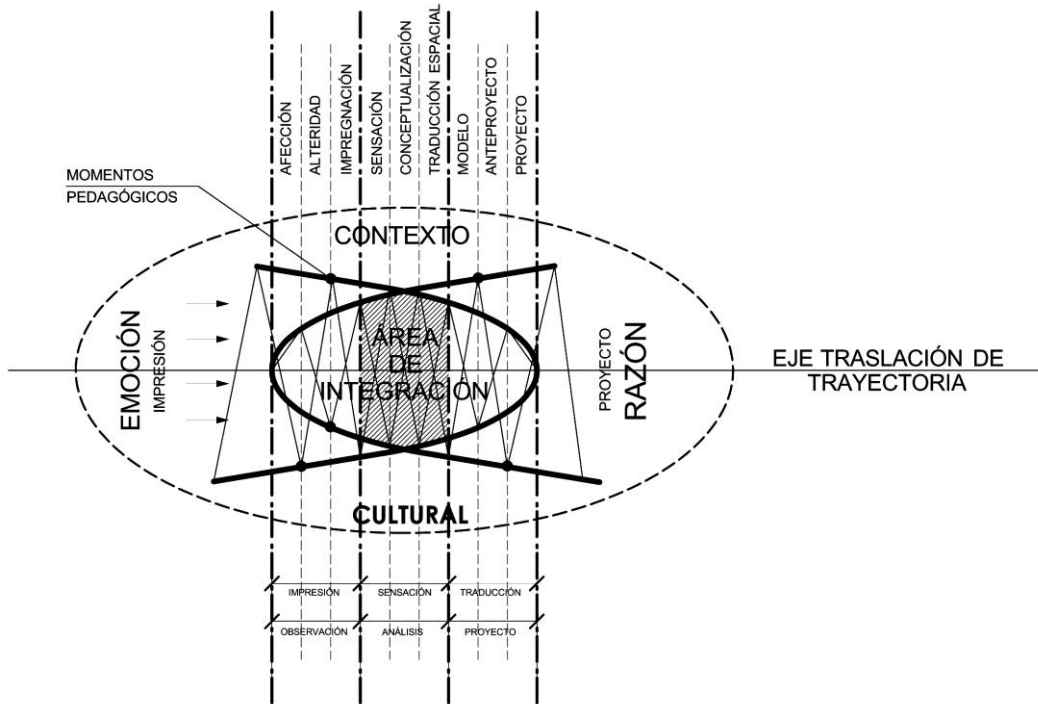 AFECCIÓN
ALTERIDAD
IMPREGNACIÓN
SENSACIÓN
CONCEPTUALIZACIÓN
TRADUCCIÓN ESPACIAL
MODELO
ANTEPROYECTO
PROYECTO
MOMENTOS
PEDAGÓGICOS
CONTEXTO
EMOCIÓN
IMPRESIÓN
ÁREA
DE
INTEGRACIÓN
PROYECTO
RAZÓN
EJE TRASLACIÓN DE
TRAYECTORIA
CULTURAL
IMPRESIÓN
SENSACIÓN
TRADUCCIÓN
OBSERVACIÓN
ANÁLISIS
PROYECTO